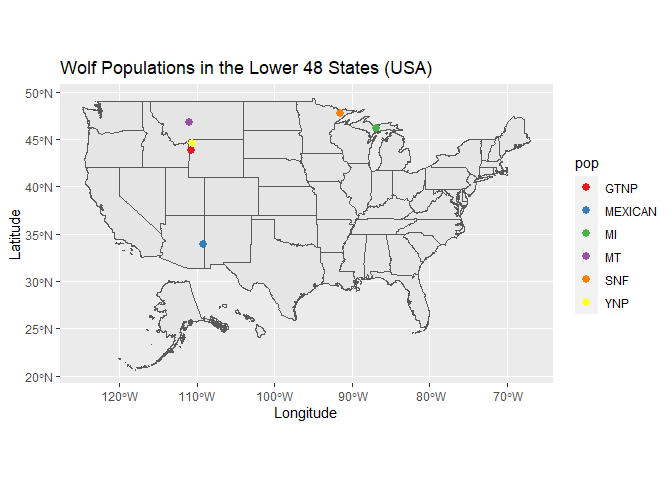 Wolf Populations in the Lower 48 States (USA)
50°N
45°N
40°N
35°N
30°N
25°N
20°N
Latitude
120°W 110°W 100°W 90°W 80°W 70°W
Longitude
pop
GTNP
MEXICAN
MI
MT
SNF
YNP